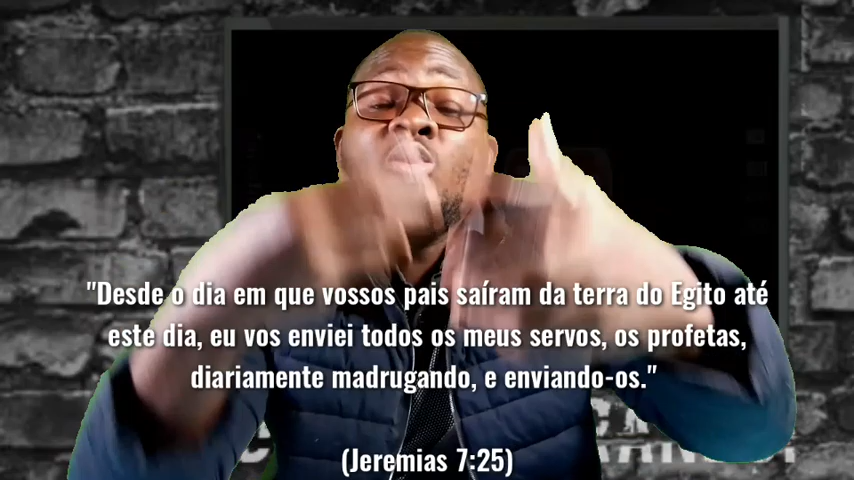 "Desde o dia em que vossos pais saíram da terra do Egito até
este dia, eu vos enviei todos os meus servos, os profetas,
diariamente madrugando, e enviando-os."
(Jeremias 7:25)